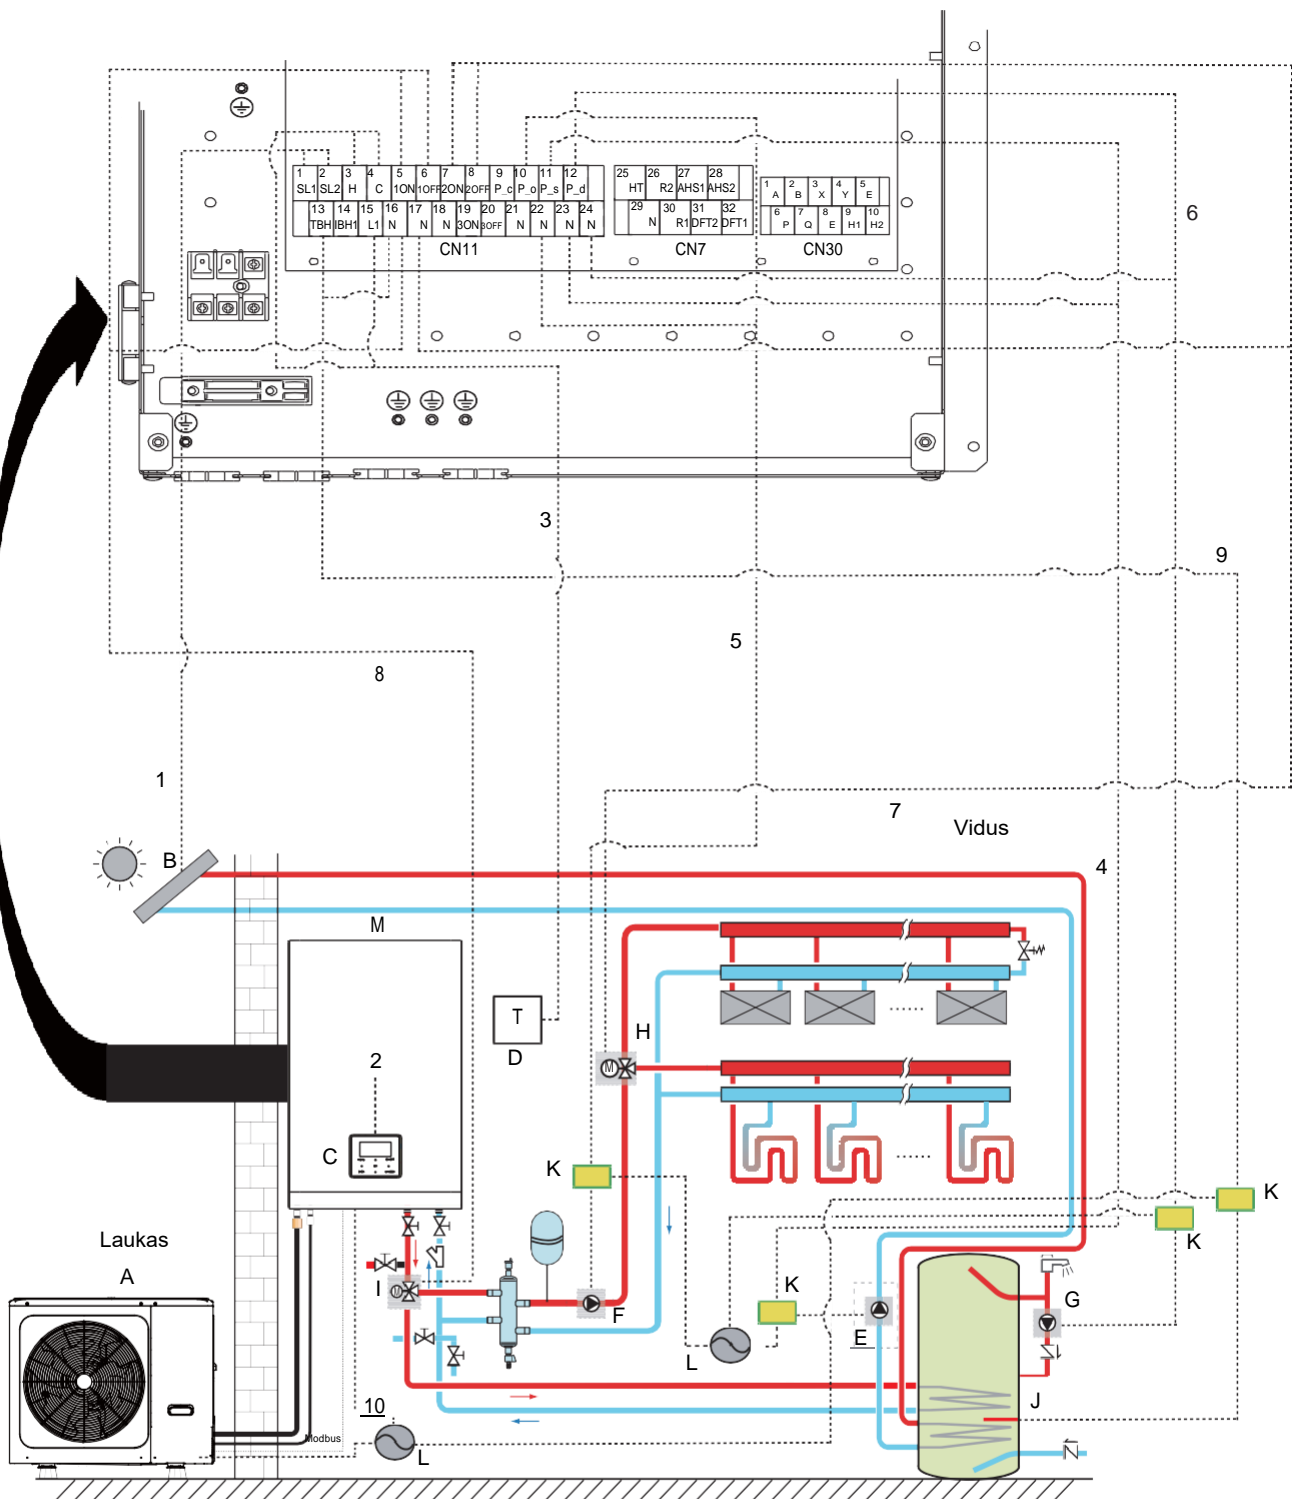 1 2 3 4 5 6 7 8 9 10 11 12
SL1 SL2 H C 1ON 1OFF 2ON 2OFF P_c P_o P_s P_d
13 14 15 16 17 18 19 20 21 22 23 24
TBH IBH1 L1 N N N 3ON 3OFF N N N N
CN11
25 26 27 28
HT R2 AHS1 AHS2
29 30 31 32
N R1 DFT2 DFT1
CN7
1 2 3 4 5
A B X Y E
6 7 8 9 10
P Q E H1 H2
CN30
6
3
9
5
8
1
7
Vidus
B
4
M
T
D
H
2
C
K
K
K
Laukas
A
I
K
F
G
E
L
J
10
Modbus
L